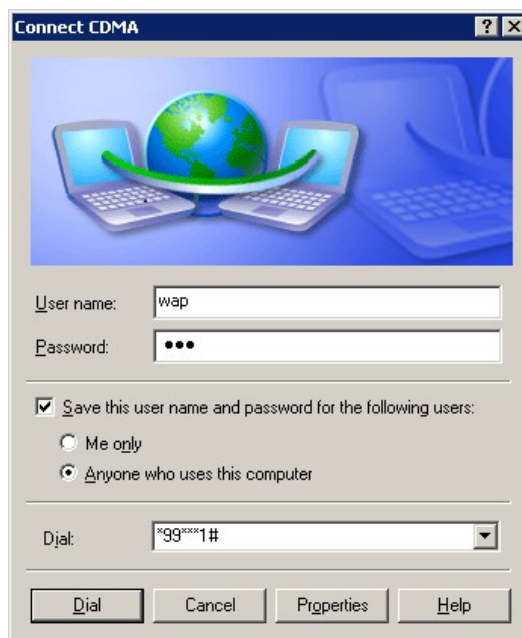 Connect CDMA
User name: wap
Password: •••
Save this user name and password for the following users:
Me only
Anyone who uses this computer
Dial: *99***1#
Dial Cancel Properties Help